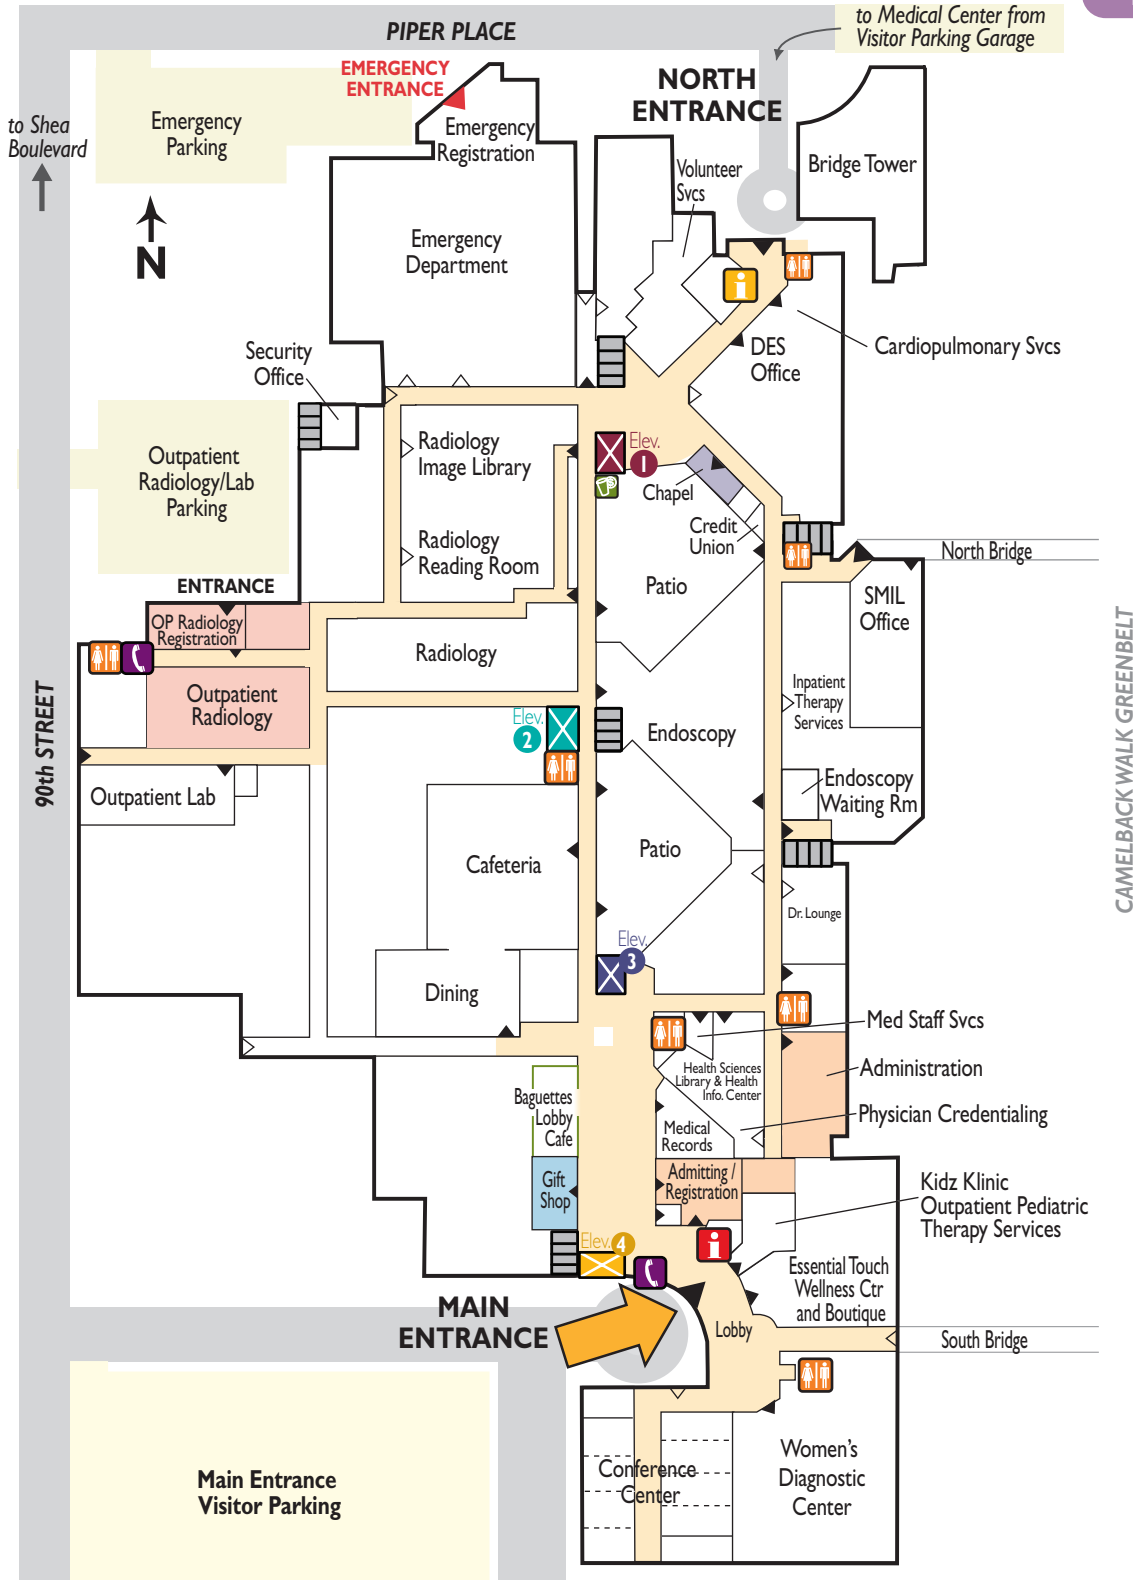 PIPER PLACE
to Medical Center from
Visitor Parking Garage
EMERGENCY
ENTRANCE
NORTH
ENTRANCE
to Shea
Boulevard
Emergency
Parking
Emergency
Registration
Volunteer
Svcs
Bridge Tower
N
Emergency
Department
i
Security
Office
DES
Office
Cardiopulmonary Svcs
Outpatient
Radiology/Lab
Parking
Radiology
Image Library
Elev.
1
Chapel
Credit
Union
Radiology
Reading Room
North Bridge
ENTRANCE
Patio
SMIL
Office
OP Radiology
Registration
Radiology
Outpatient
Radiology
Inpatient
Therapy
Services
CAMELBACK WALK GREENBELT
90th STREET
Elev.
2
Endoscopy
Outpatient Lab
Endoscopy
Waiting Rm
Cafeteria
Patio
Dr. Lounge
Elev.
3
Dining
Med Staff Svcs
Health Sciences
Library & Health
Info. Center
Administration
Baguettes
Lobby
Cafe
Physician Credentialing
Medical
Records
Gift
Shop
Admitting /
Registration
Kidz Klinic
Outpatient Pediatric
Therapy Services
Elev.
4
i
Essential Touch
Wellness Ctr
and Boutique
MAIN
ENTRANCE
Lobby
South Bridge
Main Entrance
Visitor Parking
Conference
Center
Women's
Diagnostic
Center